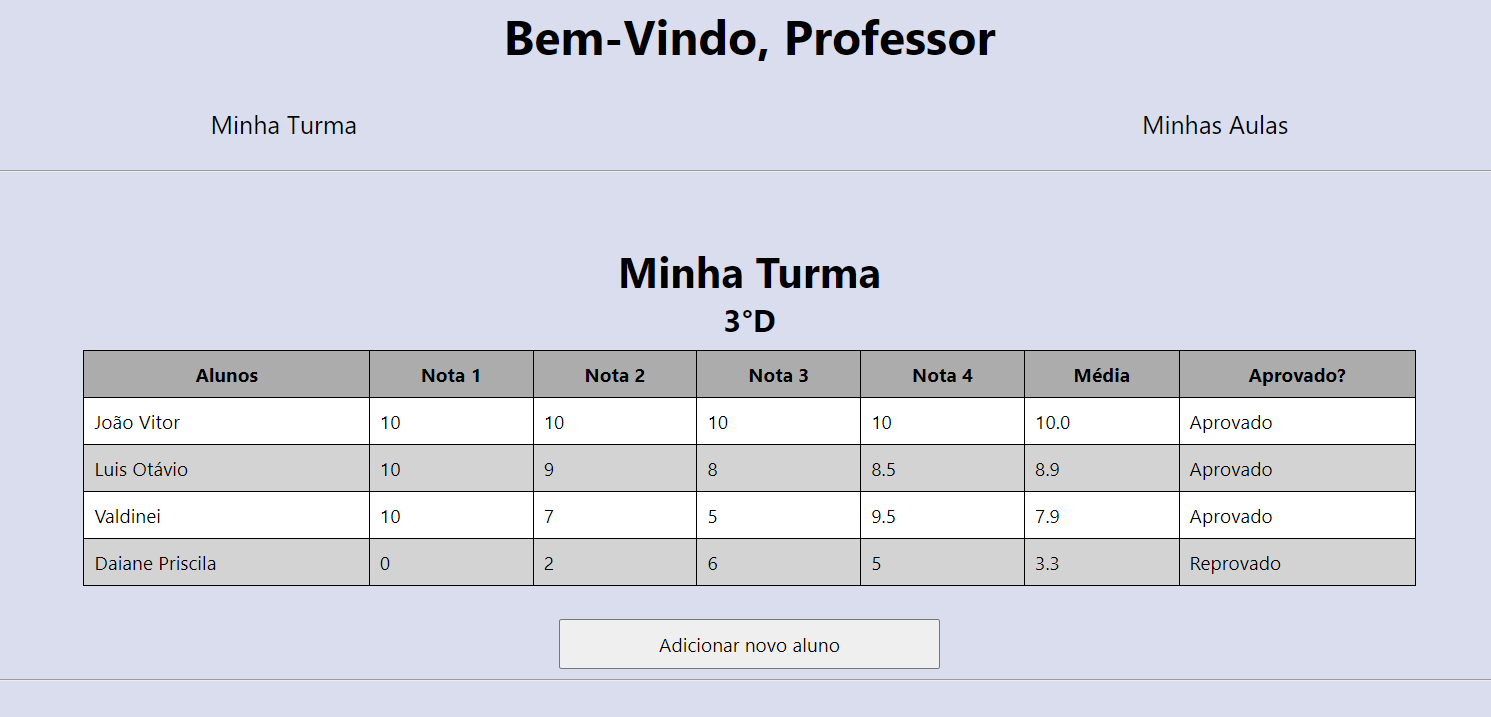 Bem-Vindo, Professor
Minha Turma Minhas Aulas
Minha Turma
3°D
Alunos Nota 1 Nota 2 Nota 3 Nota 4 Média Aprovado?
João Vitor 10 10 10 10 10.0 Aprovado
Luis Otávio 10 9 8 8.5 8.9 Aprovado
Valdinei 10 7 5 9.5 7.9 Aprovado
Daiane Priscila 0 2 6 5 3.3 Reprovado
Adicionar novo aluno